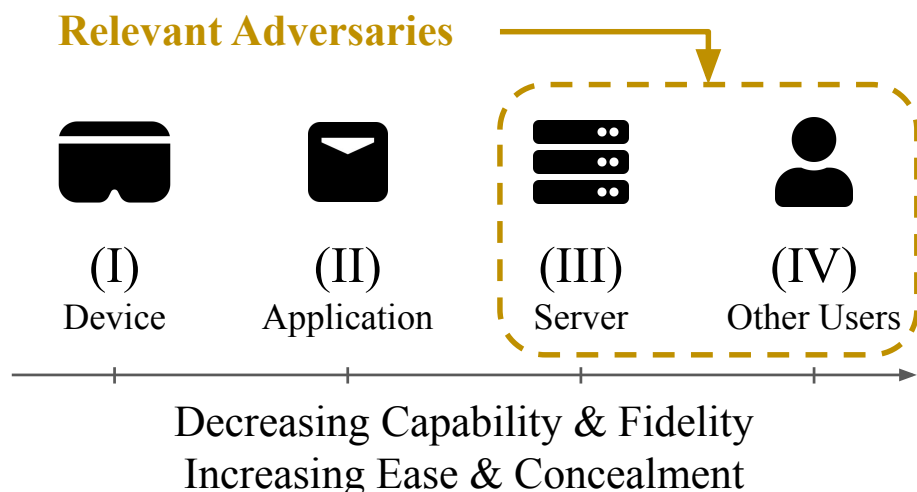 Relevant Adversaries
(I)
Device
(II)
Application
(III)
Server
(IV)
Other Users
Decreasing Capability & Fidelity
Increasing Ease & Concealment